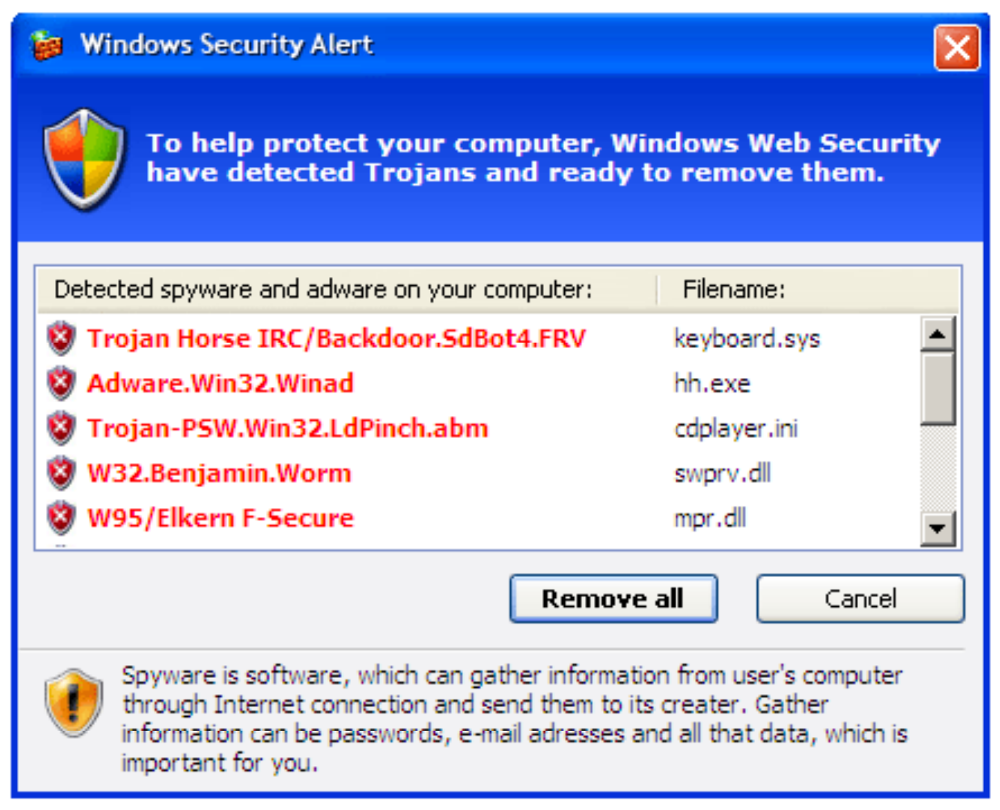 Windows Security Alert
To help protect your computer, Windows Web Security
have detected Trojans and ready to remove them.
Detected spyware and adware on your computer: Filename:
Trojan Horse IRC/Backdoor.SdBot4.FRV keyboard.sys
Adware.Win32.Winad hh.exe
Trojan-PSW.Win32.LdPinch.abm cdplayer.ini
W32.Benjamin.Worm swprv.dll
W95/Elkern F-Secure mpr.dll
Remove all Cancel
Spyware is software, which can gather information from user's computer
through Internet connection and send them to its creater. Gather
information can be passwords, e-mail adresses and all that data, which is
important for you.